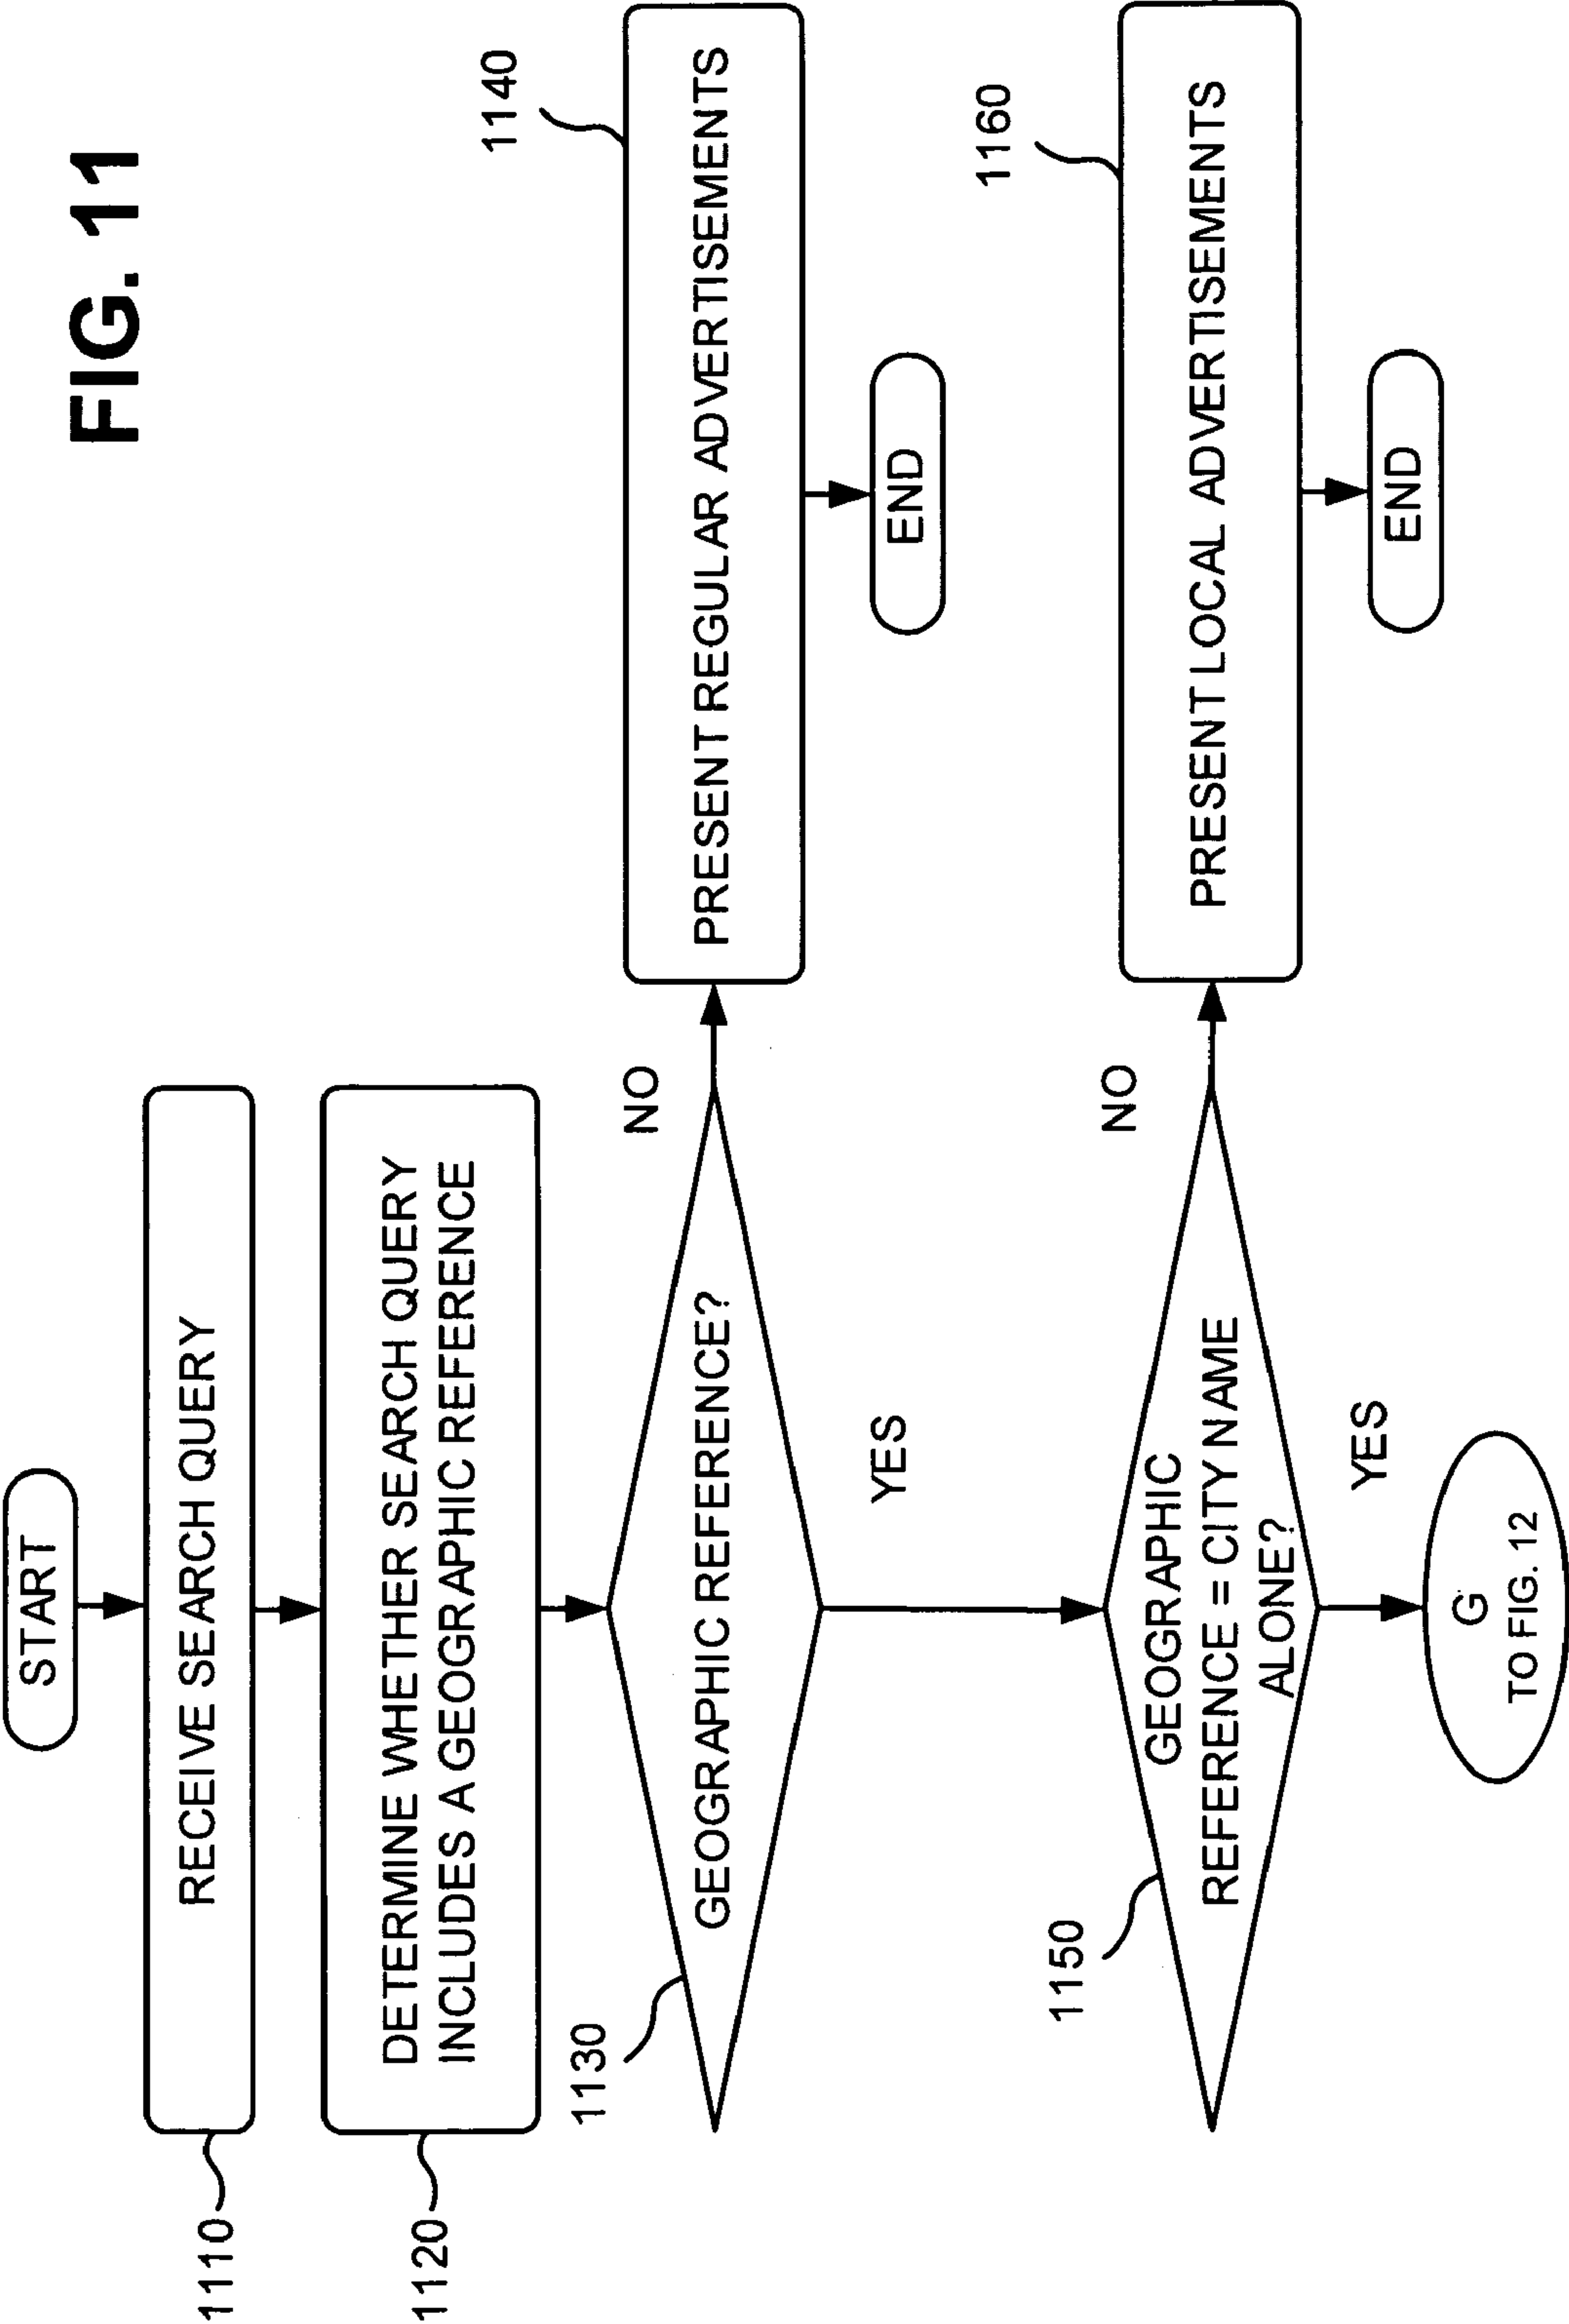 FIG. 11
START
RECEIVE SEARCH QUERY
1110
DETERMINE WHETHER SEARCH QUERY
INCLUDES A GEOGRAPHIC REFERENCE
1120
1130
GEOGRAPHIC REFERENCE?
NO
1140
PRESENT REGULAR ADVERTISEMENTS
END
YES
1150
GEOGRAPHIC
REFERENCE = CITY NAME
ALONE?
NO
1160
PRESENT LOCAL ADVERTISEMENTS
END
YES
G
TO FIG. 12